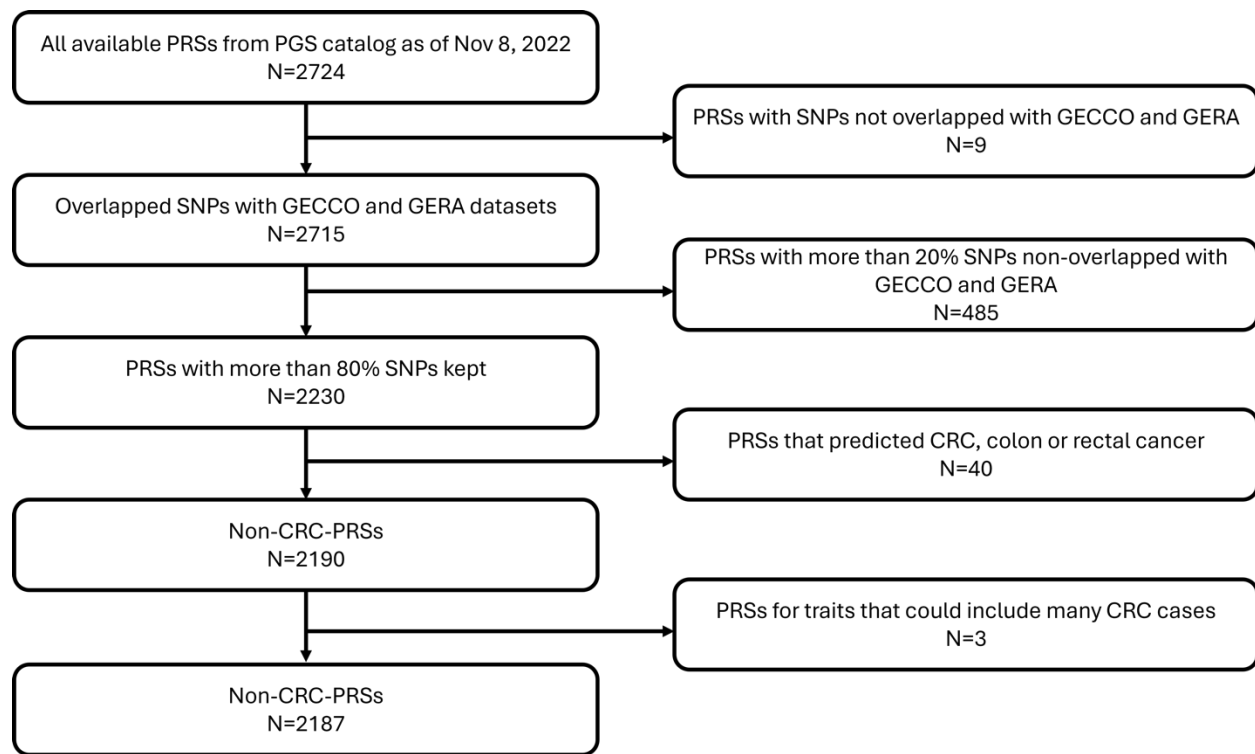 All available PRSs from PGS catalog as of Nov 8, 2022
N=2724
PRSs with SNPs not overlapped with GECCO and GERA
N=9
Overlapped SNPs with GECCO and GERA datasets
N=2715
PRSs with more than 20% SNPs non-overlapped with
GECCO and GERA
N=485
PRSs with more than 80% SNPs kept
N=2230
PRSs that predicted CRC, colon or rectal cancer
N=40
Non-CRC-PRSs
N=2190
PRSs for traits that could include many CRC cases
N=3
Non-CRC-PRSs
N=2187